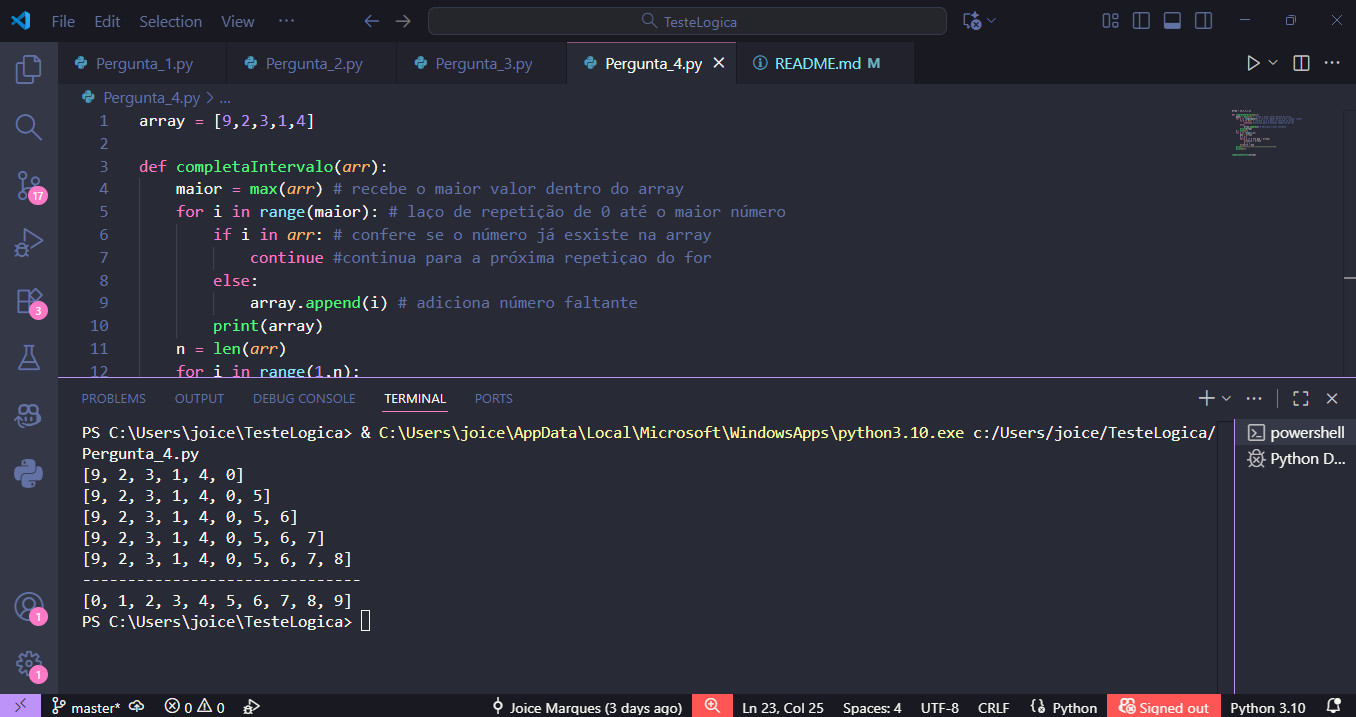 File Edit Selection View ··· TesteLogica
Pergunta_1.py Pergunta_2.py Pergunta_3.py Pergunta_4.py README.md M
Pergunta_4.py > ...
1 array = [9,2,3,1,4]
2
3 def completaIntervalo(arr):
4 maior = max(arr) # recebe o maior valor dentro do array
5 for i in range(maior): # laço de repetição de 0 até o maior número
6 if i in arr: # confere se o número já esxiste na array
7 continue #continua para a próxima repetiçao do for
8 else:
9 array.append(i) # adiciona número faltante
10 print(array)
11 n = len(arr)
12 for i in range(1,n):
17
3
1
1
PROBLEMS OUTPUT DEBUG CONSOLE TERMINAL PORTS
PS C:\Users\joice\TesteLogica> & C:\Users\joice\AppData\Local\Microsoft\WindowsApps\python3.10.exe c:/Users/joice/TesteLogica/
Pergunta_4.py
[9, 2, 3, 1, 4, 0]
[9, 2, 3, 1, 4, 0, 5]
[9, 2, 3, 1, 4, 0, 5, 6]
[9, 2, 3, 1, 4, 0, 5, 6, 7]
[9, 2, 3, 1, 4, 0, 5, 6, 7, 8]
-------------------------------
[0, 1, 2, 3, 4, 5, 6, 7, 8, 9]
PS C:\Users\joice\TesteLogica>
powershell
Python D...
master* 0 0 Joice Marques (3 days ago) Ln 23, Col 25 Spaces: 4 UTF-8 CRLF Python Signed out Python 3.10